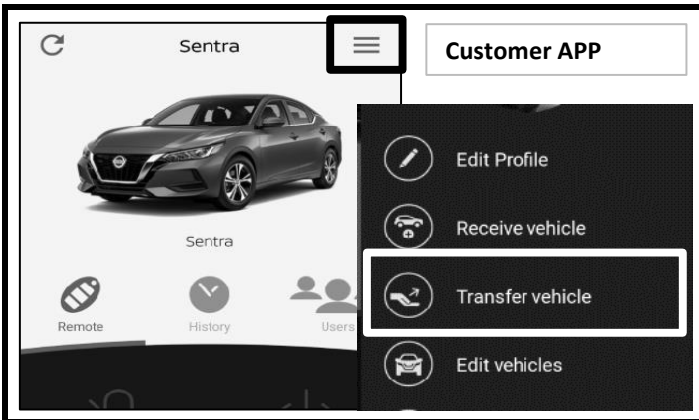 Sentra
Customer APP
Sentra
Remote
History
Users
Edit Profile
Receive vehicle
Transfer vehicle
Edit vehicles